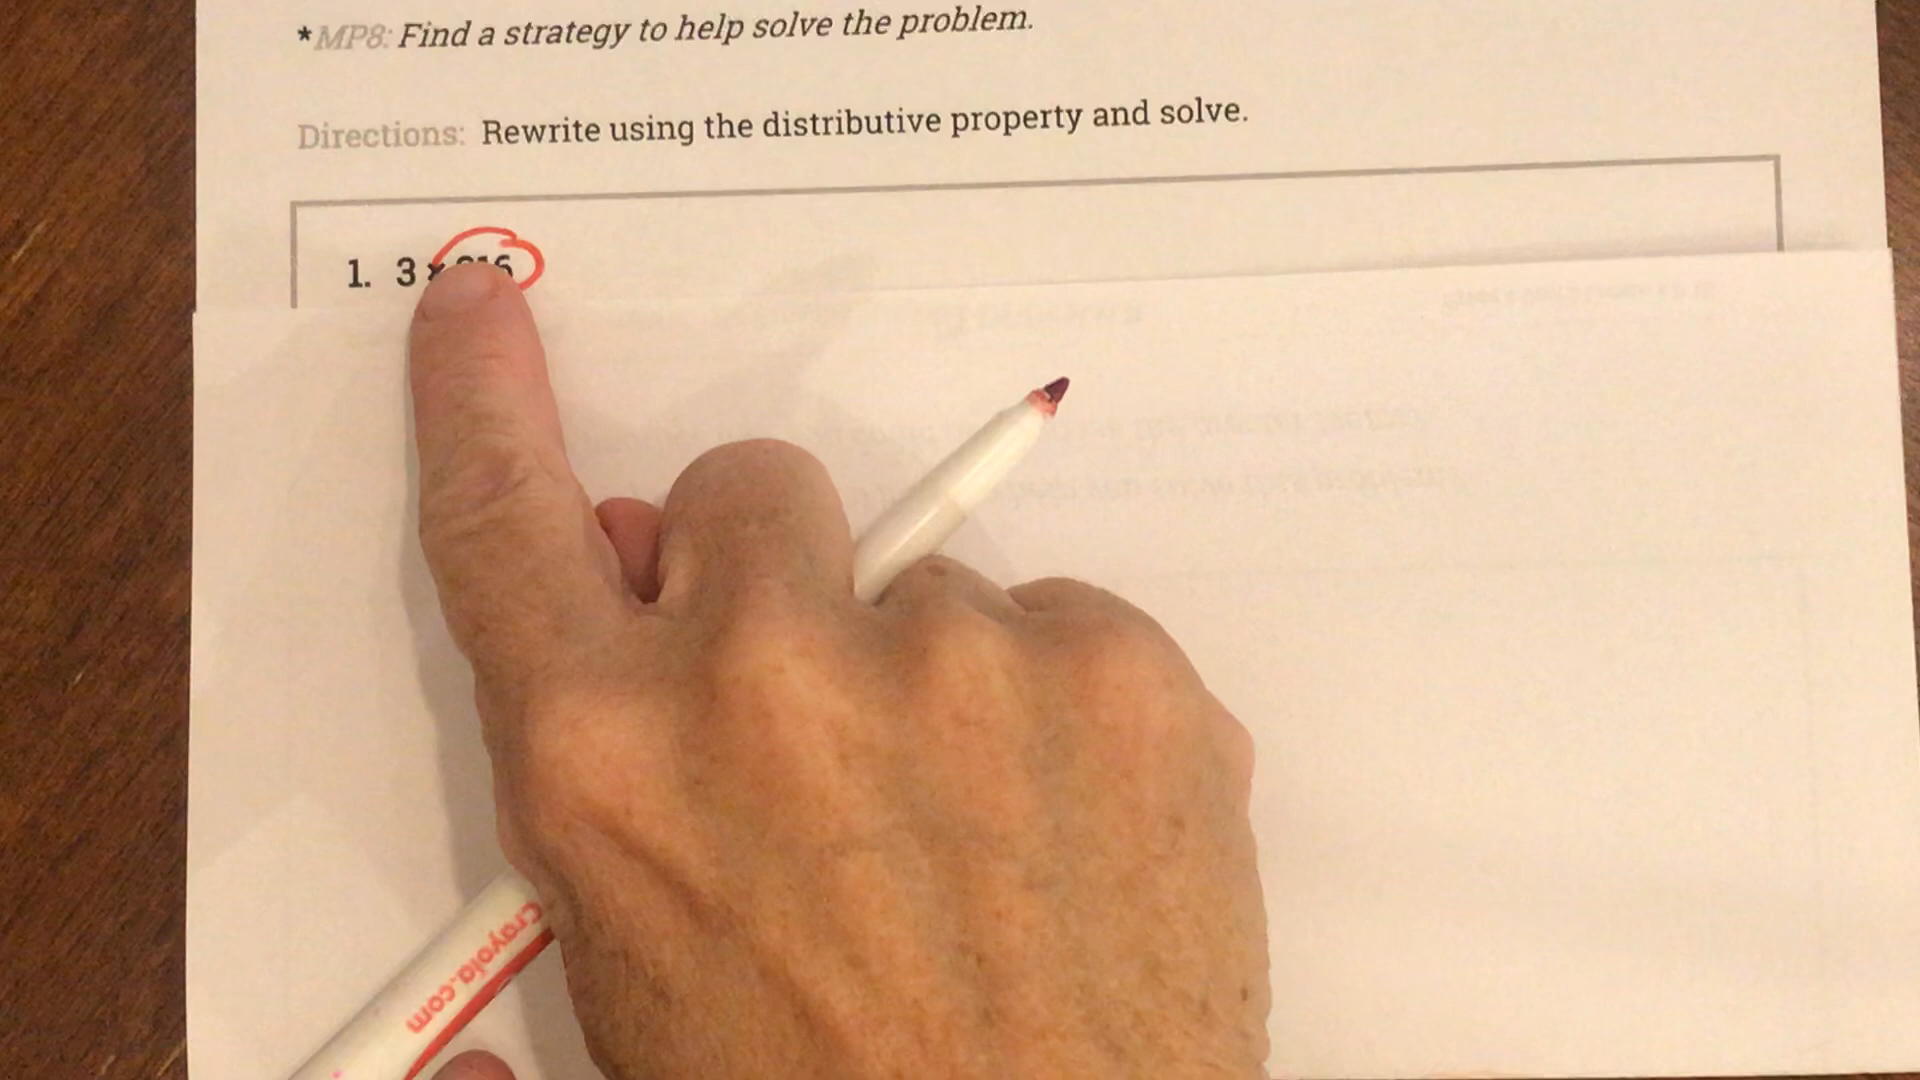 *MP8: Find a strategy to help solve the problem.
Directions: Rewrite using the distributive property and solve.
1. 3 ×
Crayola.com